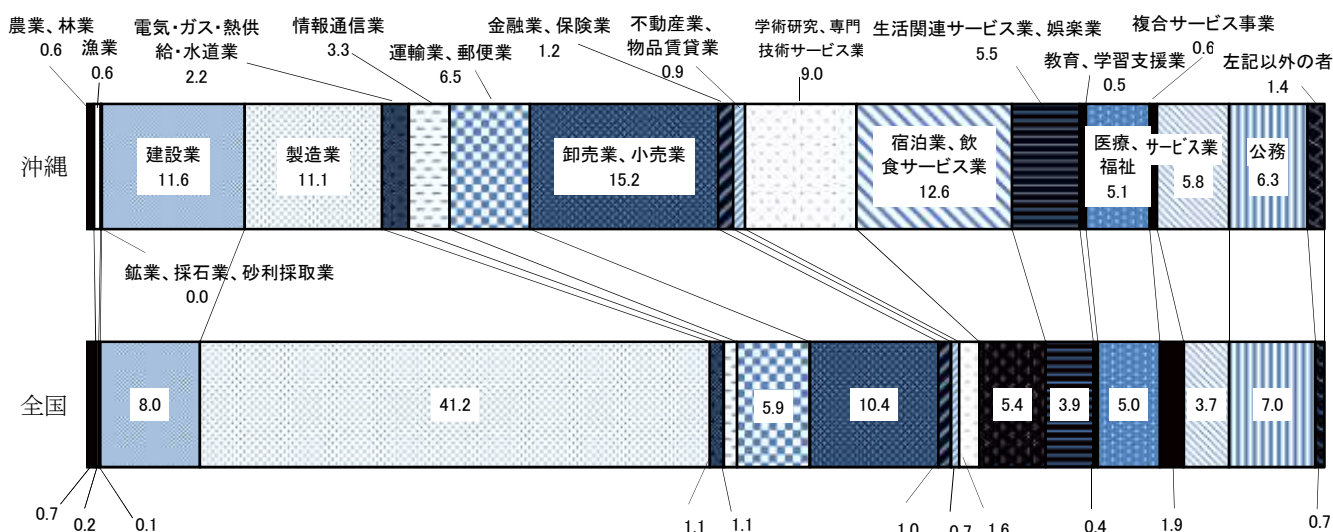 農業、林業
0.6
漁業
0.6
電気・ガス・熱供
給・水道業
2.2
情報通信業
3.3
運輸業、郵便業
6.5
金融業、保険業
1.2
不動産業、
物品賃貸業
0.9
学術研究、専門
技術サービス業
9.0
生活関連サービス業、娯楽業
5.5
教育、学習支援業
0.5
複合サービス事業
0.6
左記以外の者
1.4
沖縄
建設業
11.6
製造業
11.1
卸売業、小売業
15.2
宿泊業、飲
食サービス業
12.6
医療、
福祉
5.1
サービス業
5.8
公務
6.3
鉱業、採石業、砂利採取業
0.0
全国
8.0
41.2
5.9
10.4
5.4
3.9
5.0
3.7
7.0
0.7
0.2
0.1
1.1
1.1
1.0
0.7
1.6
0.4
1.9
0.7